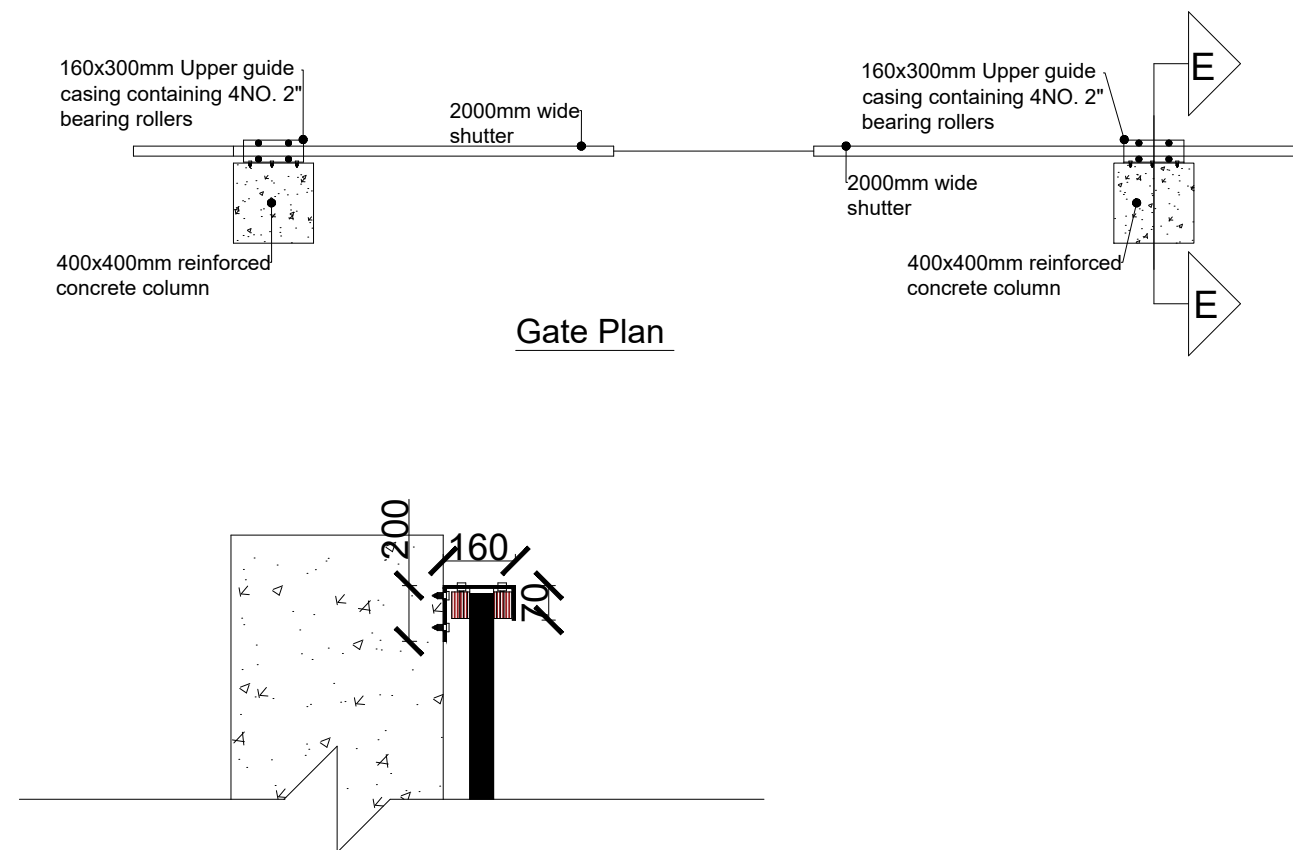 160x300mm Upper guide
casing containing 4NO. 2"
bearing rollers
2000mm wide
shutter
160x300mm Upper guide
casing containing 4NO. 2"
bearing rollers
E
2000mm wide
shutter
400x400mm reinforced
concrete column
400x400mm reinforced
concrete column
E
Gate Plan
200
160
70